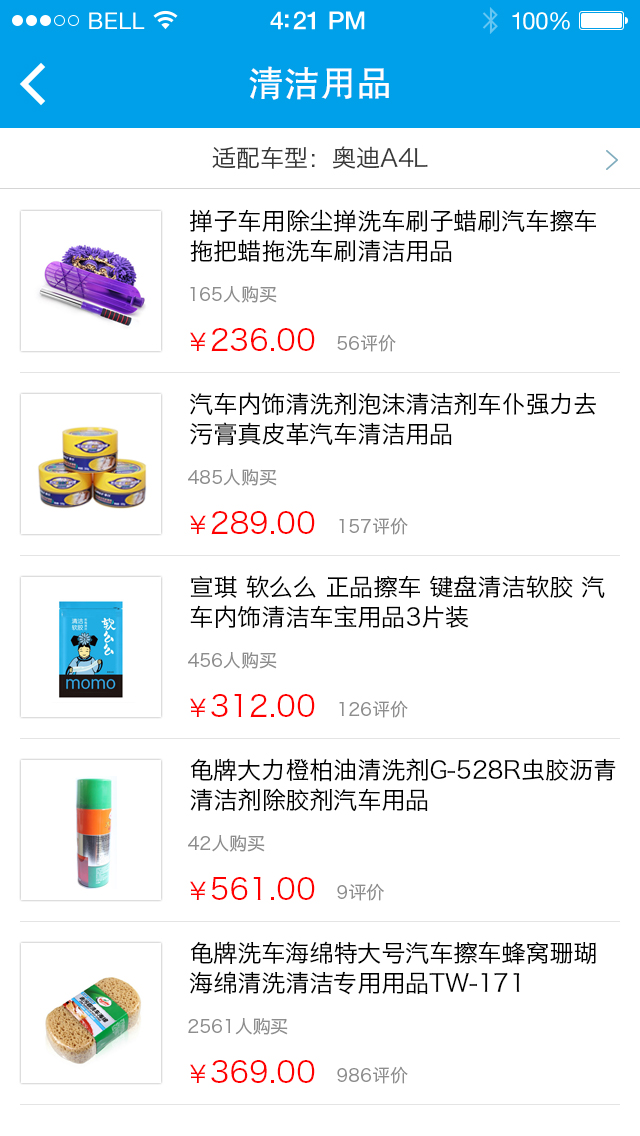 BELL 4:21 PM 100%
清洁用品
适配车型：奥迪A4L
掸子车用除尘掸洗车刷子蜡刷汽车擦车
拖把蜡拖洗车刷清洁用品
165人购买
¥236.00 56评价
汽车内饰清洗剂泡沫清洁剂车仆强力去
污膏真皮革汽车清洁用品
485人购买
¥289.00 157评价
宣琪 软么么 正品擦车 键盘清洁软胶 汽
车内饰清洁车宝用品3片装
清洁
软胶
软么么
momo
456人购买
¥312.00 126评价
龟牌大力橙柏油清洗剂G-528R虫胶沥青
清洁剂除胶剂汽车用品
42人购买
¥561.00 9评价
龟牌洗车海绵特大号汽车擦车蜂窝珊瑚
海绵清洗清洁专用用品TW-171
2561人购买
¥369.00 986评价